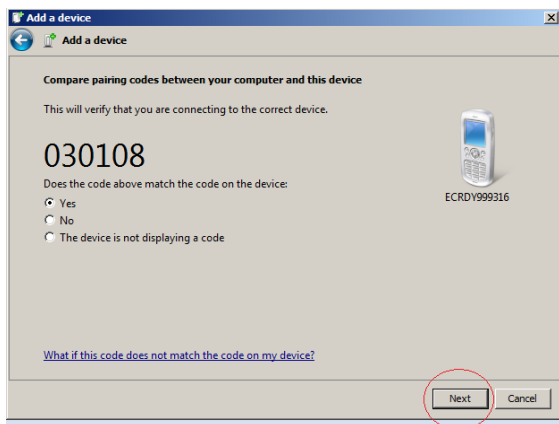 Add a device
Add a device
Compare pairing codes between your computer and this device
This will verify that you are connecting to the correct device.
030108
Does the code above match the code on the device:
Yes
No
The device is not displaying a code
ECRDY999316
What if this code does not match the code on my device?
Next Cancel